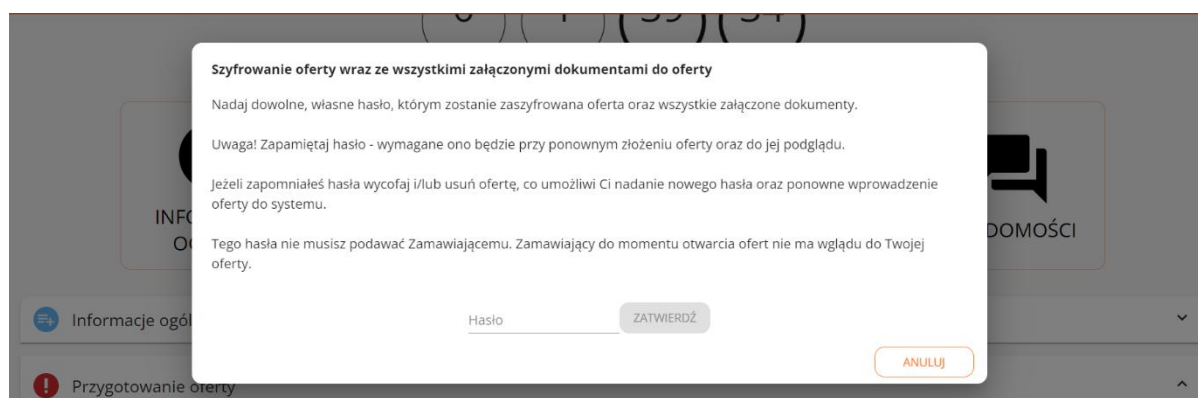 Szyfrowanie oferty wraz ze wszystkimi załączonymi dokumentami do oferty
Nadaj dowolne, własne hasło, którym zostanie zaszyfrowana oferta oraz wszystkie załączone dokumenty.
Uwaga! Zapamiętaj hasło - wymagane ono będzie przy ponownym złożeniu oferty oraz do jej podglądu.
Jeżeli zapomniałeś hasła wycofaj i/lub usuń ofertę, co umożliwi Ci nadanie nowego hasła oraz ponowne wprowadzenie
oferty do systemu.
Tego hasła nie musisz podawać Zamawiającemu. Zamawiający do momentu otwarcia ofert nie ma wglądu do Twojej
oferty.
Hasło
ZATWIERDŹ
ANULUJ
INFO
OG
DOMOŚCI
Informacje ogól
Przygotowanie oferty